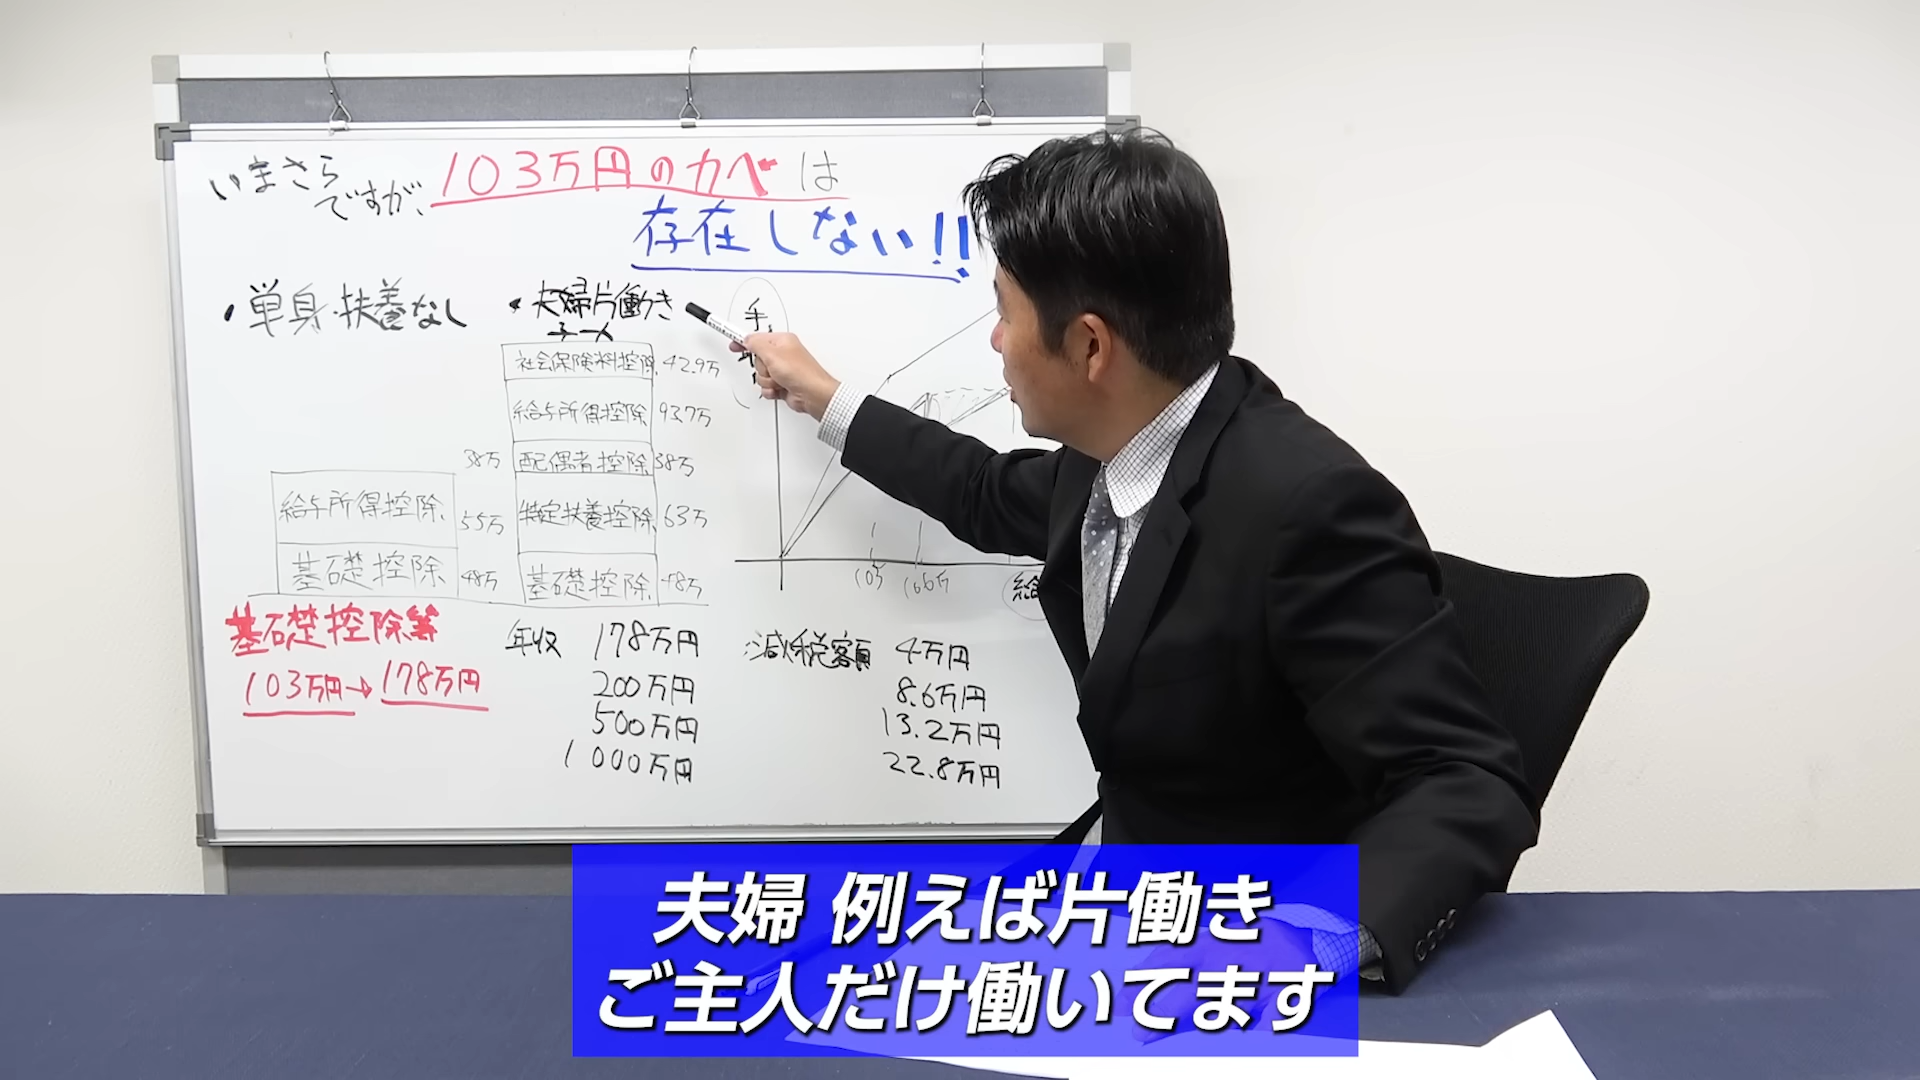 いまさら
ですが、
103万円のカベは
存在しない!!
・単身・扶養なし
・夫婦片働き
子一人
手
社会保険料控除 42.9万
給与所得控除 93.7万
38万
配偶者控除 38万
特定扶養控除 63万
基礎控除 48万
給与所得控除 55万
基礎控除 48万
103
106万
給
基礎控除等
103万円→178万円
年収 178万円 :減税額 4万円
200万円 8.6万円
500万円 13.2万円
1000万円 22.8万円
夫婦 例えば片働き
ご主人だけ働いてます